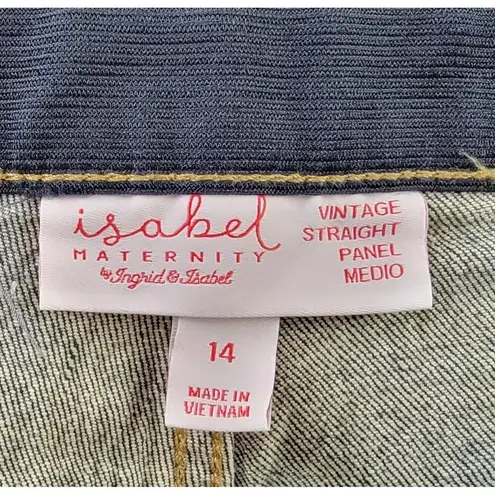 isabel
MATERNITY
by Ingrid & Isabel
VINTAGE
STRAIGHT
PANEL
MEDIO
14
MADE IN
VIETNAM